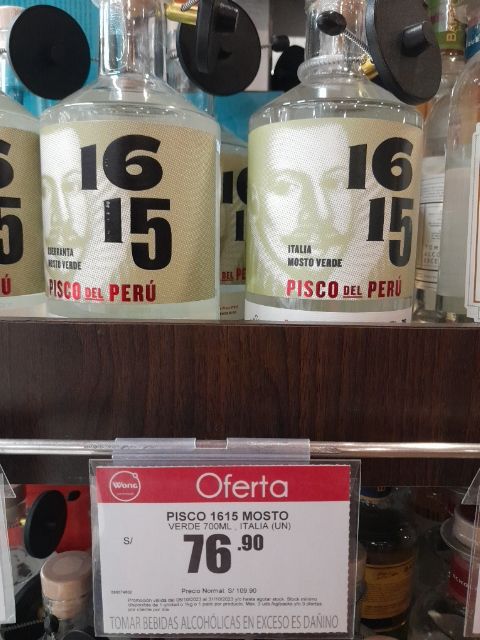 16
15
QUEBRANTA
MOSTO VERDE
PISCO DEL PERÚ
16
15
ITALIA
MOSTO VERDE
PISCO DEL PERÚ
5
RÚ
Wong
Oferta
PISCO 1615 MOSTO
VERDE 700ML , ITALIA (UN)
S/ 76.90
Precio Normal: S/ 109.90
TOMAR BEBIDAS ALCOHÓLICAS EN EXCESO ES DAÑINO